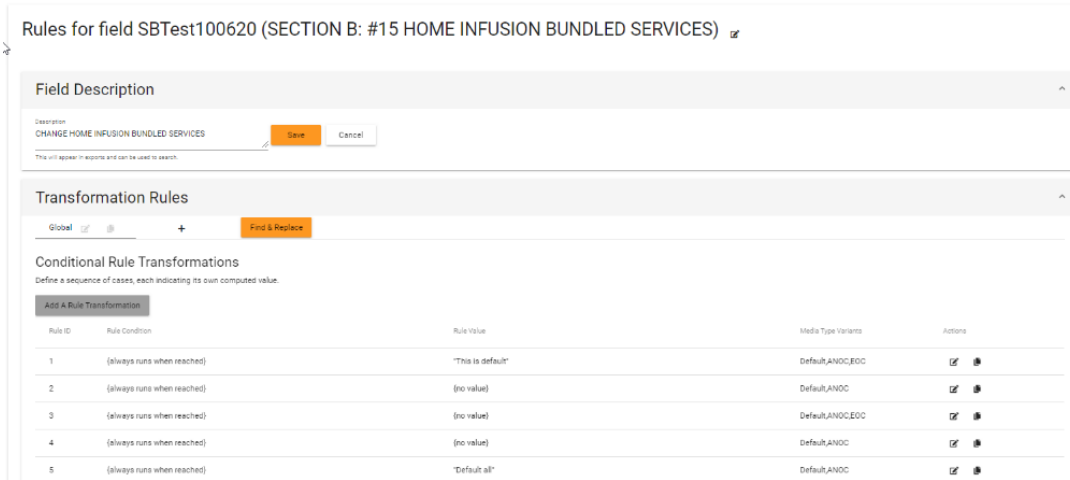 Rules for field SBTest100620 (SECTION B: #15 HOME INFUSION BUNDLED SERVICES)
Field Description
Description
CHANGE HOME INFUSION BUNDLED SERVICES
Save Cancel
This will appear in exports and can be used to search.
Transformation Rules
Global + Find & Replace
Conditional Rule Transformations
Define a sequence of cases, each indicating its own computed value.
Add A Rule Transformation
Rule ID Rule Condition Rule Value Media Type Variants Actions
1 (always runs when reached) "This is default" Default,ANOC,EOC
2 (always runs when reached) (no value) Default,ANOC
3 (always runs when reached) (no value) Default,ANOC,EOC
4 (always runs when reached) (no value) Default,ANOC
5 (always runs when reached) "Default all" Default,ANOC